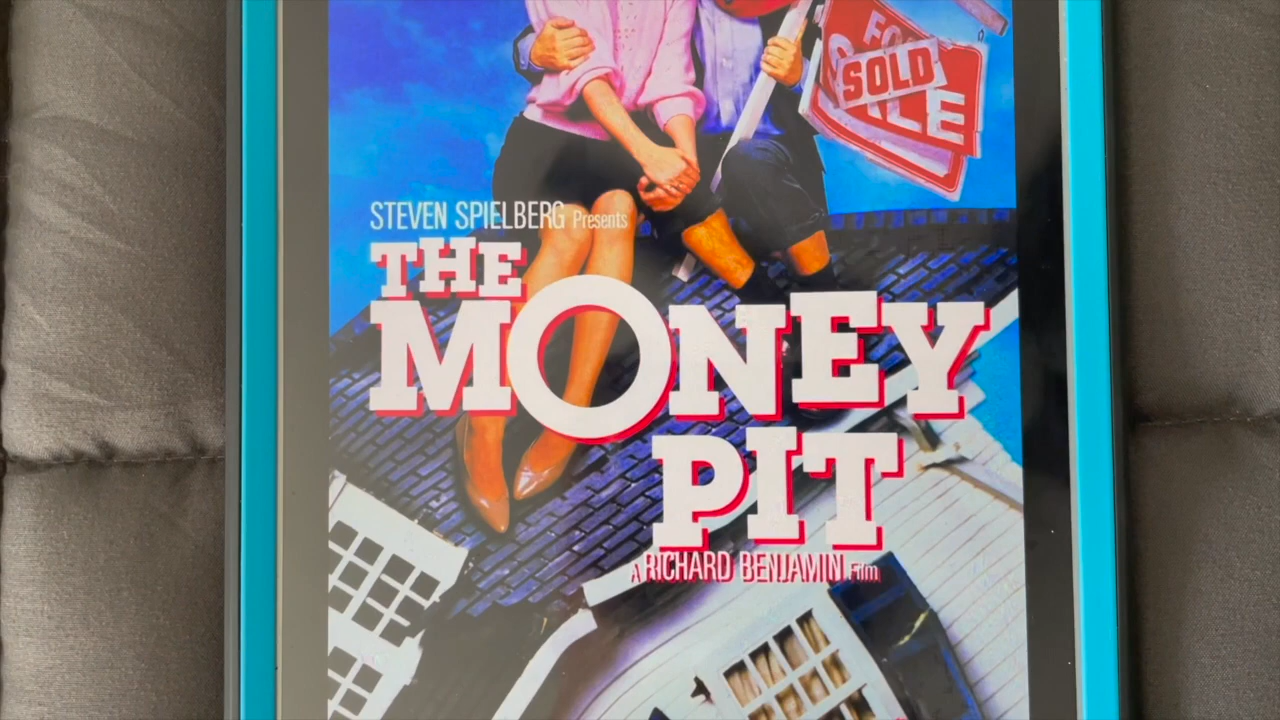 FOR
SOLD
SALE
STEVEN SPIELBERG Presents
THE
MONEY
PIT
A RICHARD BENJAMIN Film